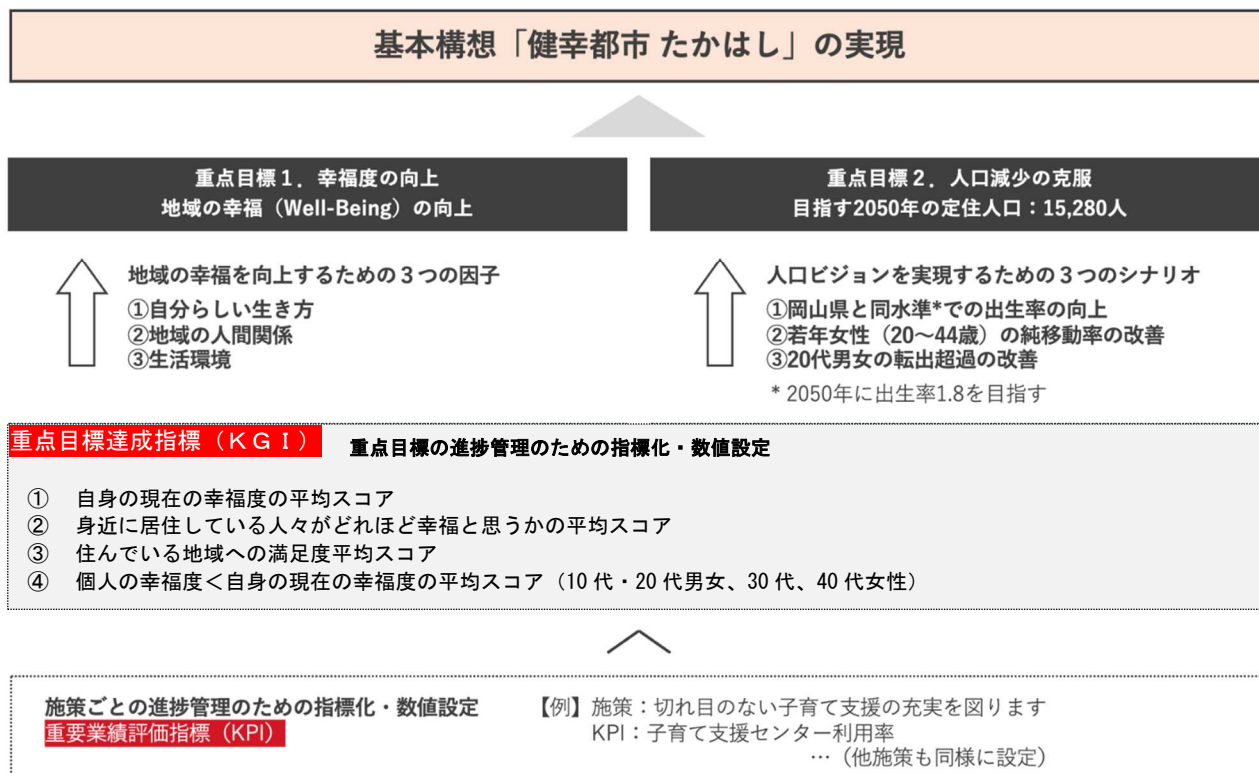 基本構想「健幸都市 たかはし」の実現
重点目標１．幸福度の向上
地域の幸福（Well-Being）の向上
地域の幸福を向上するための３つの因子
①自分らしい生き方
②地域の人間関係
③生活環境
重点目標２．人口減少の克服
目指す2050年の定住人口：15,280人
人口ビジョンを実現するための３つのシナリオ
①岡山県と同水準*での出生率の向上
②若年女性（20～44歳）の純移動率の改善
③20代男女の転出超過の改善
* 2050年に出生率1.8を目指す
重点目標達成指標（ＫＧＩ） 重点目標の進捗管理のための指標化・数値設定
① 自身の現在の幸福度の平均スコア
② 身近に居住している人々がどれほど幸福と思うかの平均スコア
③ 住んでいる地域への満足度平均スコア
④ 個人の幸福度＜自身の現在の幸福度の平均スコア（10 代・20 代男女、30 代、40 代女性）
施策ごとの進捗管理のための指標化・数値設定
重要業績評価指標（KPI）
【例】施策：切れ目のない子育て支援の充実を図ります
KPI：子育て支援センター利用率
…（他施策も同様に設定）